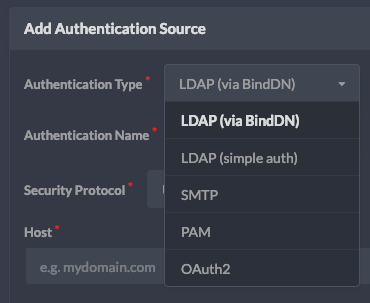 Add Authentication Source
Authentication Type * LDAP (via BindDN)
LDAP (via BindDN)
Authentication Name *
LDAP (simple auth)
Security Protocol *
SMTP
Host *
PAM
e.g. mydomain.com
OAuth2